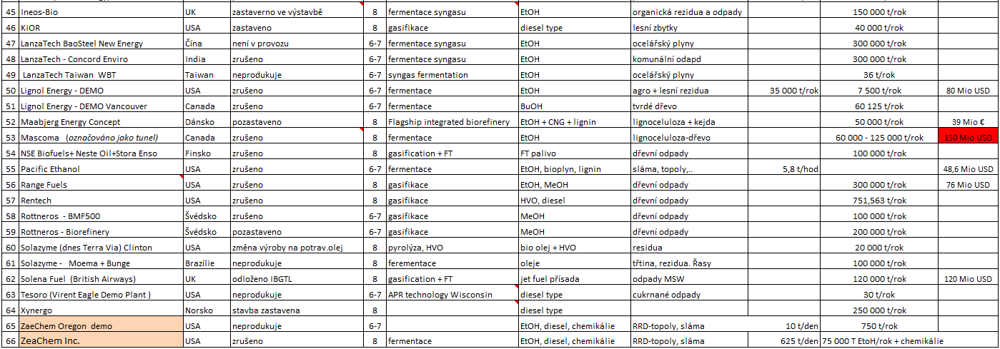 45 Ineos-Bio UK zastaverno ve výstavbě 8 fermentace syngasu EtOH organická rezidua a odpady 150 000 t/rok
46 KiOR USA zastaveno 8 gasifikace diesel type lesní zbytky 40 000 t/rok
47 LanzaTech BaoSteel New Energy Čína není v provozu 6-7 fermentace syngasu EtOH ocelářský plyny 300 000 t/rok
48 LanzaTech - Concord Enviro India zrušeno 6-7 fermentace syngasu EtOH komunální odapd 300 000 t/rok
49 LanzaTech Taiwan WBT Taiwan neprodukuje 6-7 syngas fermentation EtOH ocelářský plyny 36 t/rok
50 Lignol Energy - DEMO USA zrušeno 6-7 fermentace EtOH agro + lesní rezidua 35 000 t/rok 7 500 t/rok 80 Mio USD
51 Lignol Energy - DEMO Vancouver Canada zrušeno 6-7 fermentace BuOH tvrdé dřevo 60 125 t/rok
52 Maabjerg Energy Concept Dánsko pozastaveno 8 Flagship integrated biorefinery EtOH + CNG + lignin lignoceluloza + kejda 50 000 t/rok 39 Mio €
53 Mascoma (označováno jako tunel) Canada zrušeno 8 fermentace EtOH lignoceluloza-dřevo 60 000 - 125 000 t/rok 150 Mio USD
54 NSE Biofuels+ Neste Oil+Stora Enso Finsko zrušeno 8 gasification + FT FT palivo dřevní odpady 100 000 t/rok
55 Pacific Ethanol USA zrušeno 6-7 fermentace EtOH, bioplyn, lignin sláma, topoly,.. 5,8 t/hod 48,6 Mio USD
56 Range Fuels USA zrušeno 8 gasifikace EtOH, MeOH dřevní odpady 300 000 t/rok 76 Mio USD
57 Rentech USA zrušeno 8 gasifikace HVO, diesel dřevní odpady 751,563 t/rok
58 Rottneros - BMF500 Švédsko zrušeno 6-7 gasifikace MeOH dřevní odpady 100 000 t/rok
59 Rottneros - Biorefinery Švédsko pozastaveno 6-7 gasifikace MeOH dřevní odpady 200 000 t/rok
60 Solazyme (dnes Terra Via) Clinton USA změna výroby na potrav.olej 8 pyrolýza, HVO bio olej + HVO residua 20 000 t/rok
61 Solazyme - Moema + Bunge Brazílie neprodukuje 8 ferementace oleje třtina, rezidua. Řasy 100 000 t/rok
62 Solena Fuel (British Airways) UK odloženo IBGTL 8 gasification + FT jet fuel přísada odpady MSW 120 000 t/rok 120 Mio USD
63 Tesoro (Virent Eagle Demo Plant ) USA neprodukuje 6-7 APR technology Wisconsin diesel type cukrnané odpady 30 t/rok
64 Xynergo Norsko stavba zastavena 8 diesel type 250 000 t/rok
65 ZaeChem Oregon demo USA neprodukuje 6-7 EtOH, diesel, chemikálie RRD-topoly, sláma 10 t/den 750 t/rok
66 ZeaChem Inc. USA zrušeno 8 fermentace EtOH, diesel, chemikálie RRD-topoly, sláma 625 t/den 75 000 T EtoH/rok + chemikálie